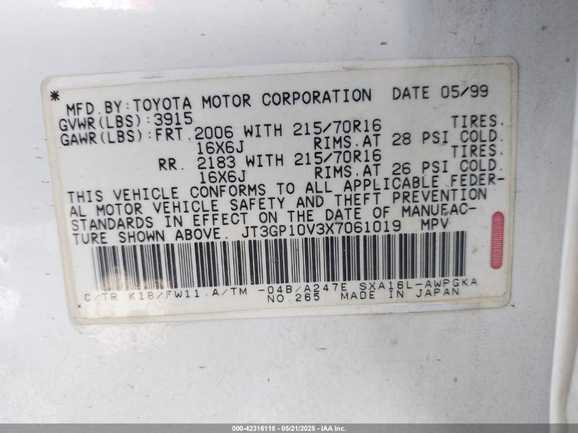 * MFD.BY:TOYOTA MOTOR CORPORATION DATE 05/99
GVWR(LBS):3915
GAWR(LBS):FRT.2006 WITH 215/70R16 TIRES.
16X6J RIMS.AT 28 PSI COLD.
RR. 2183 WITH 215/70R16 TIRES.
16X6J RIMS.AT 26 PSI COLD.
THIS VEHICLE CONFORMS TO ALL APPLICABLE FEDER-
AL MOTOR VEHICLE SAFETY AND THEFT PREVENTION
STANDARDS IN EFFECT ON THE DATE OF MANUFAC-
TURE SHOWN ABOVE. JT3GP10V3X7061019 MPV
C/TR K18/FW11.A/TM -04B/A247E SXA16L-AWPGKA
NO.265 MADE IN JAPAN
000-42316118 - 05/21/2025 - IAA, Inc.